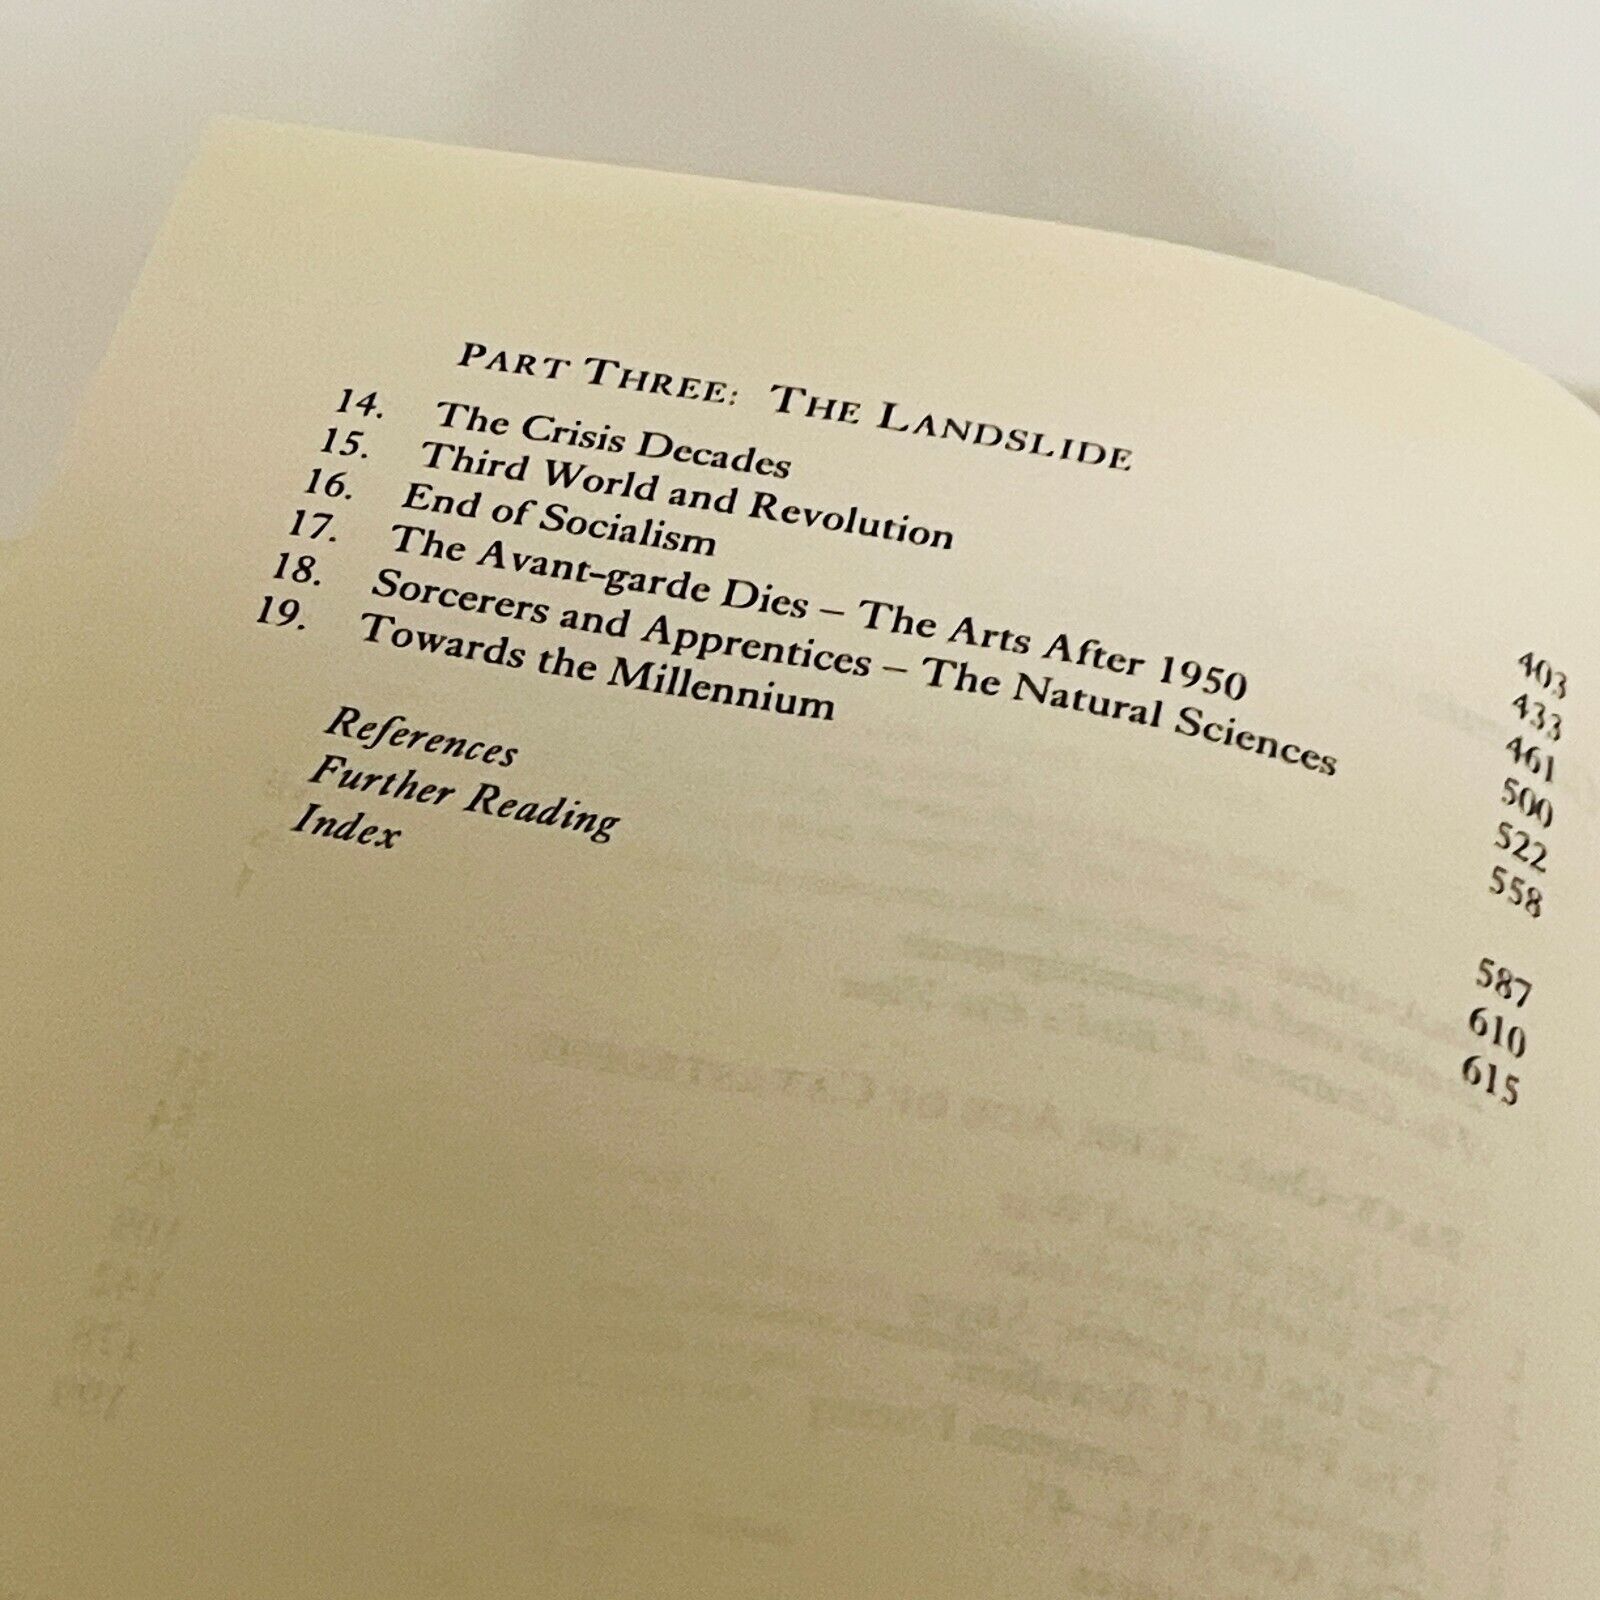 PART THREE: THE LANDSLIDE
14. The Crisis Decades 403
15. Third World and Revolution 433
16. End of Socialism 461
17. The Avant-garde Dies – The Arts After 1950 500
18. Sorcerers and Apprentices – The Natural Sciences 522
19. Towards the Millennium 558
References 587
Further Reading 610
Index 615